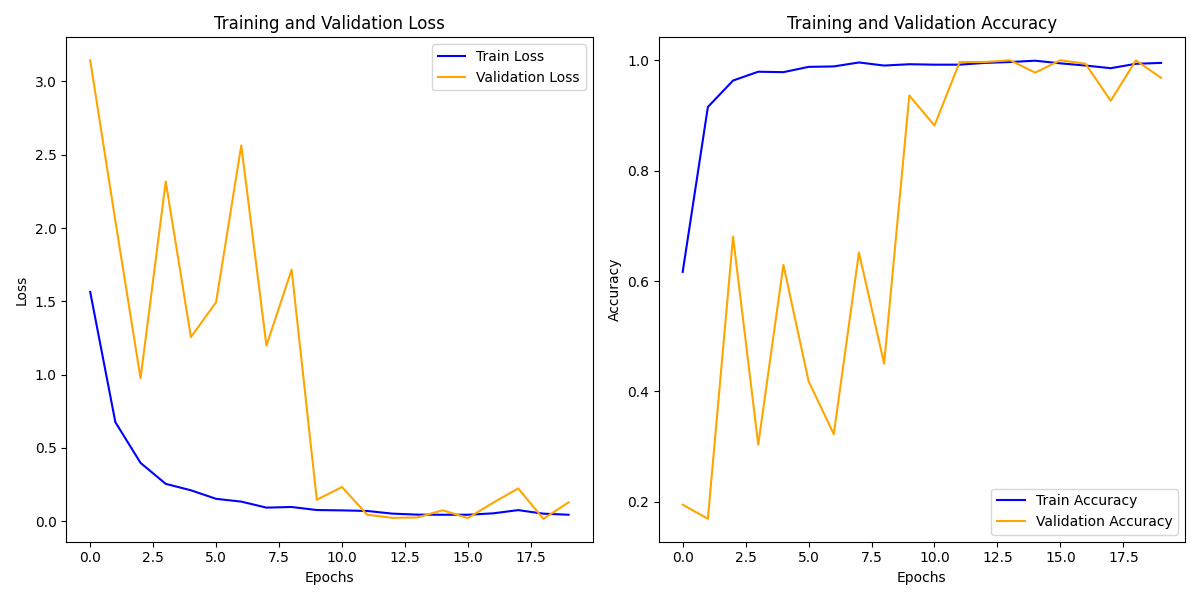 Training and Validation Loss
Train Loss
Validation Loss
Loss
3.0
2.5
2.0
1.5
1.0
0.5
0.0
0.0 2.5 5.0 7.5 10.0 12.5 15.0 17.5
Epochs
Training and Validation Accuracy
Accuracy
1.0
0.8
0.6
0.4
0.2
Train Accuracy
Validation Accuracy
0.0 2.5 5.0 7.5 10.0 12.5 15.0 17.5
Epochs